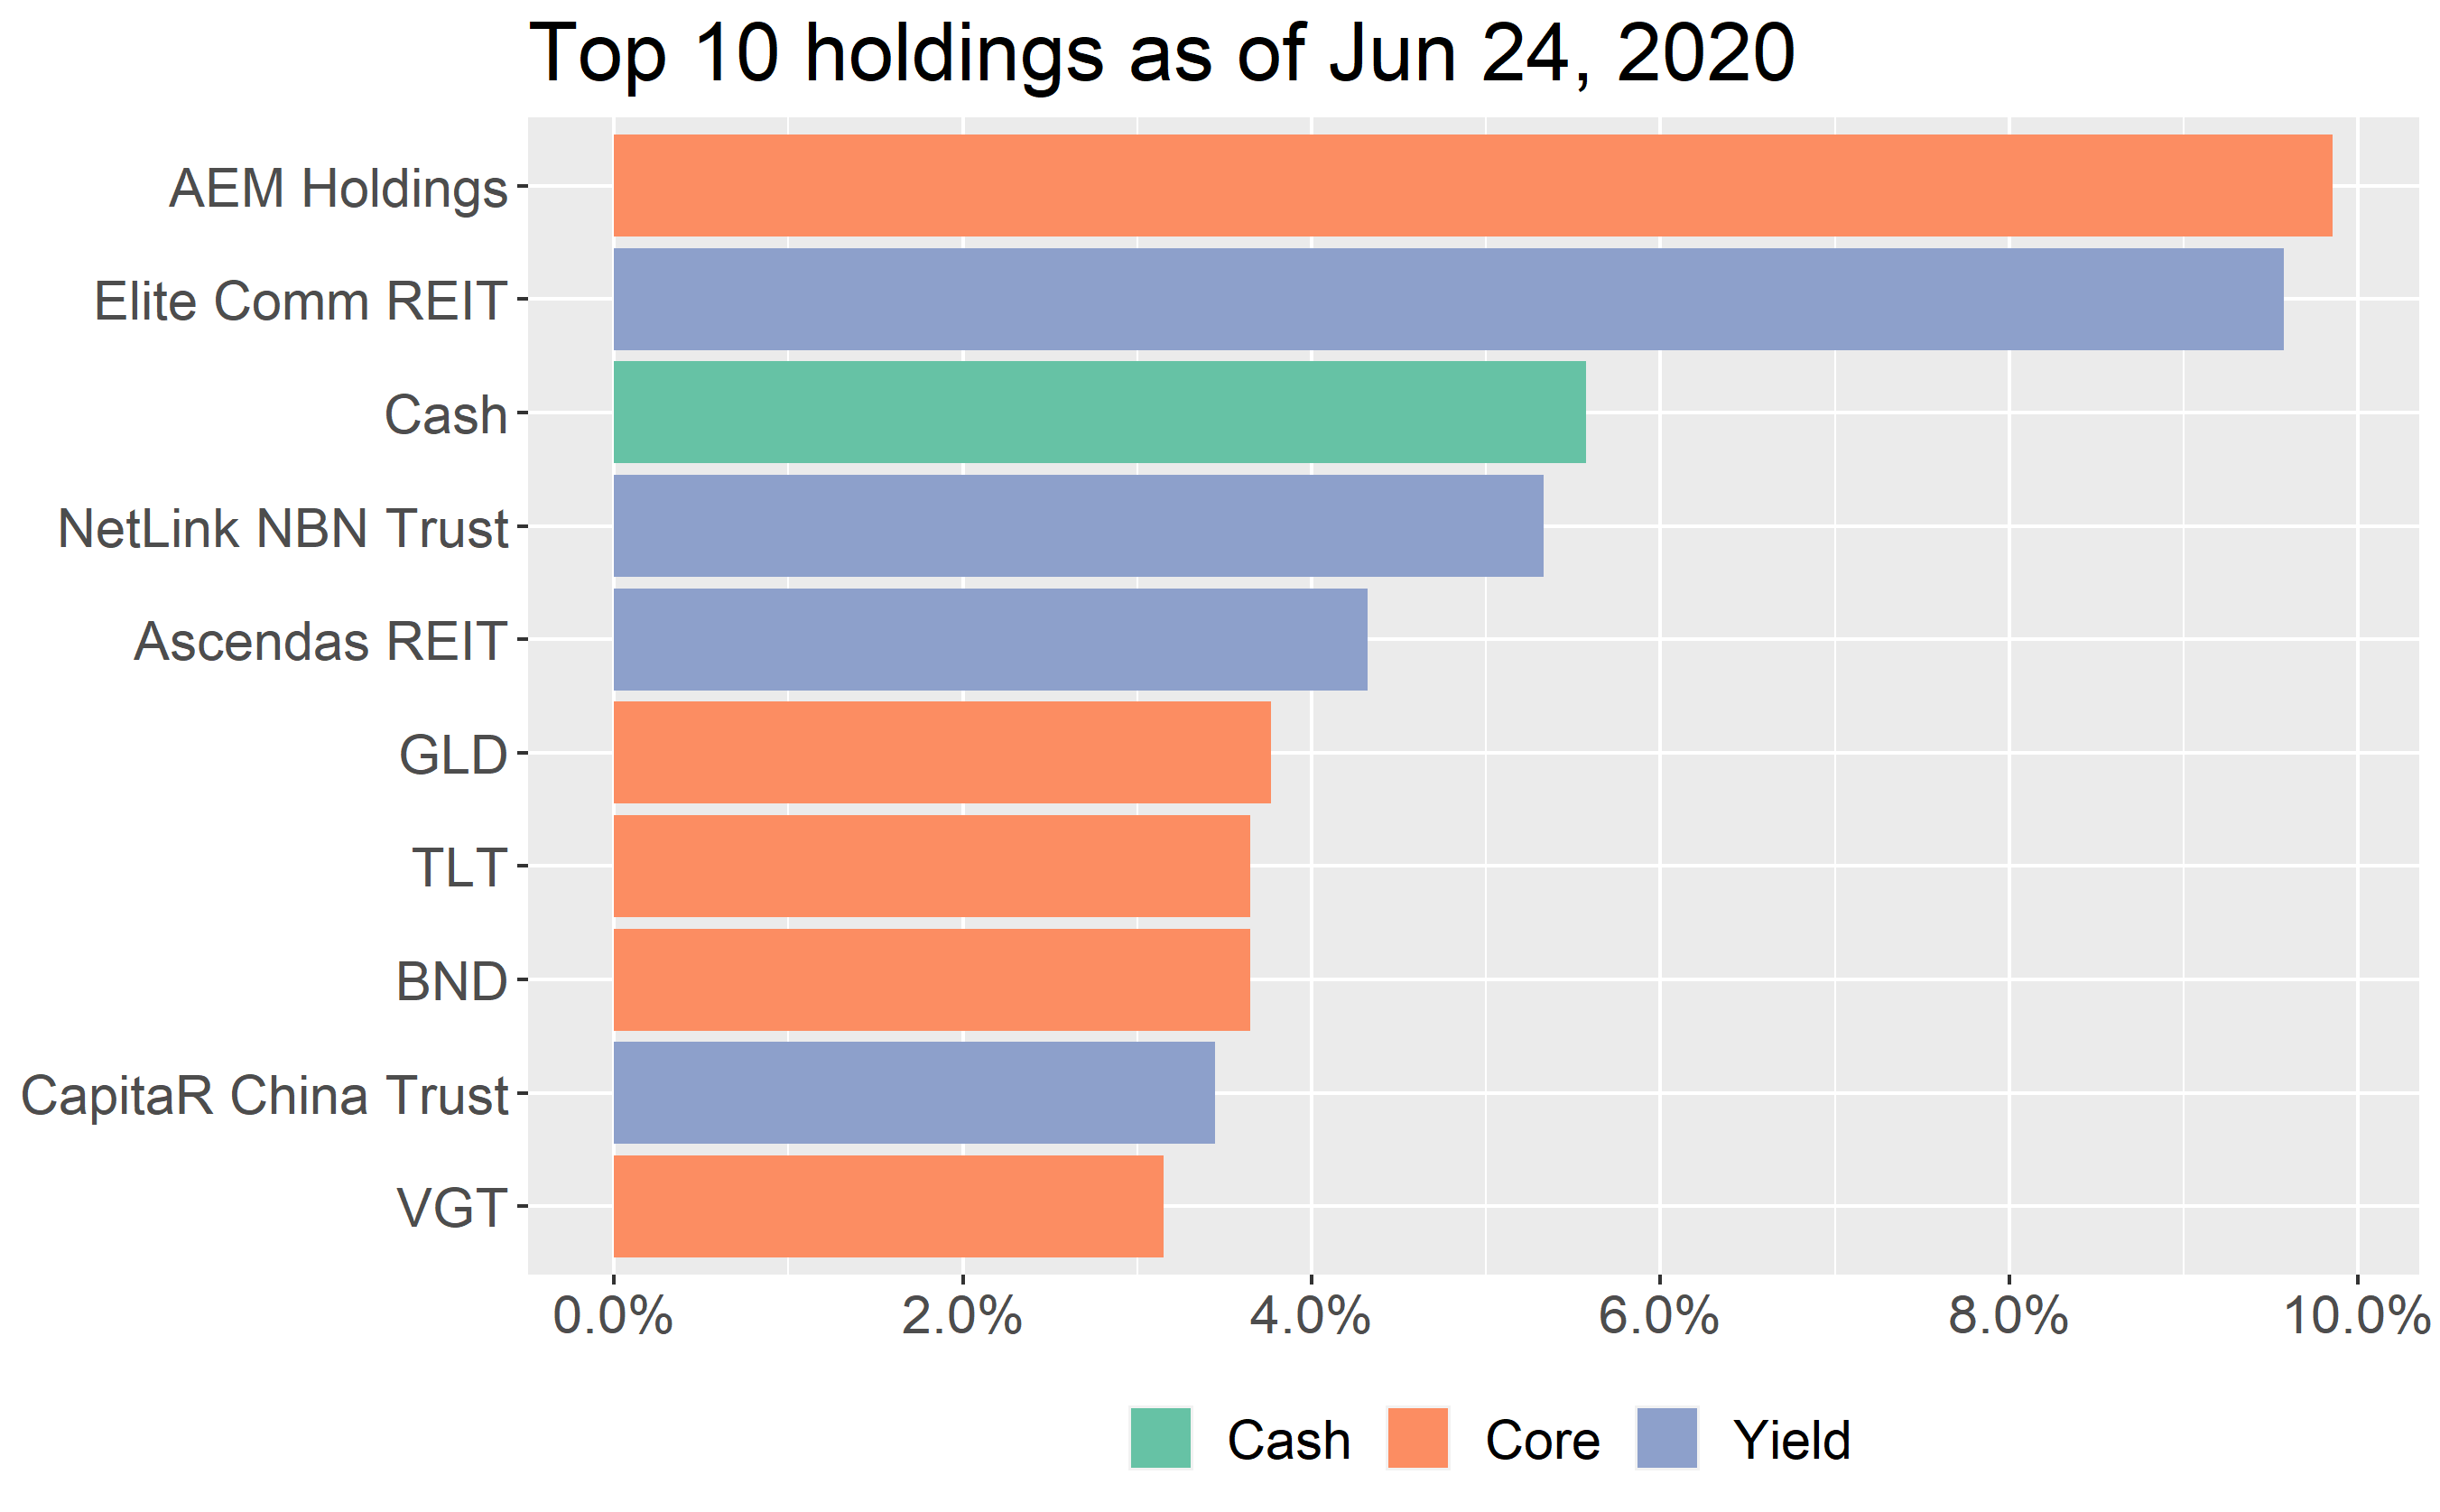 Top 10 holdings as of Jun 24, 2020
AEM Holdings
Elite Comm REIT
Cash
NetLink NBN Trust
Ascendas REIT
GLD
TLT
BND
CapitaR China Trust
VGT
0.0% 2.0% 4.0% 6.0% 8.0% 10.0%
Cash Core Yield